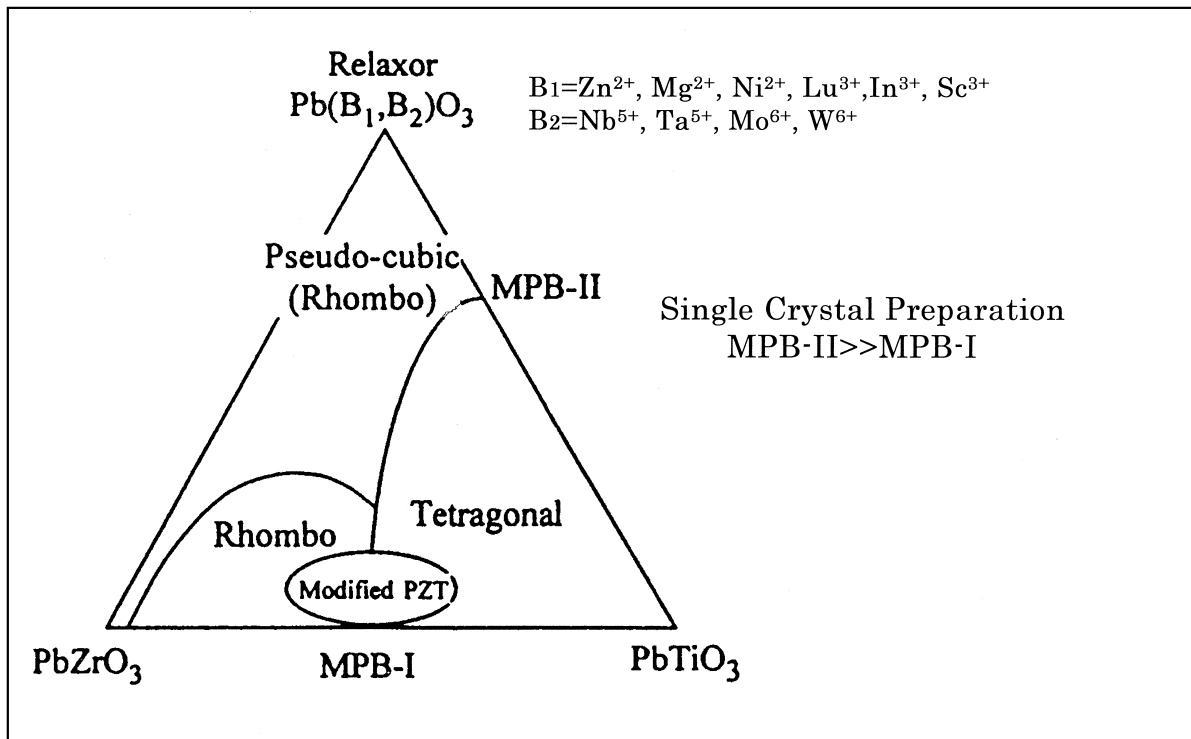 Relaxor
Pb(B₁,B₂)O₃
B1=Zn²⁺, Mg²⁺, Ni²⁺, Lu³⁺,In³⁺, Sc³⁺
B2=Nb⁵⁺, Ta⁵⁺, Mo⁶⁺, W⁶⁺
Pseudo-cubic
(Rhombo)
MPB-II
Single Crystal Preparation
MPB-II>>MPB-I
Rhombo
Tetragonal
Modified PZT
PbZrO₃
MPB-I
PbTiO₃